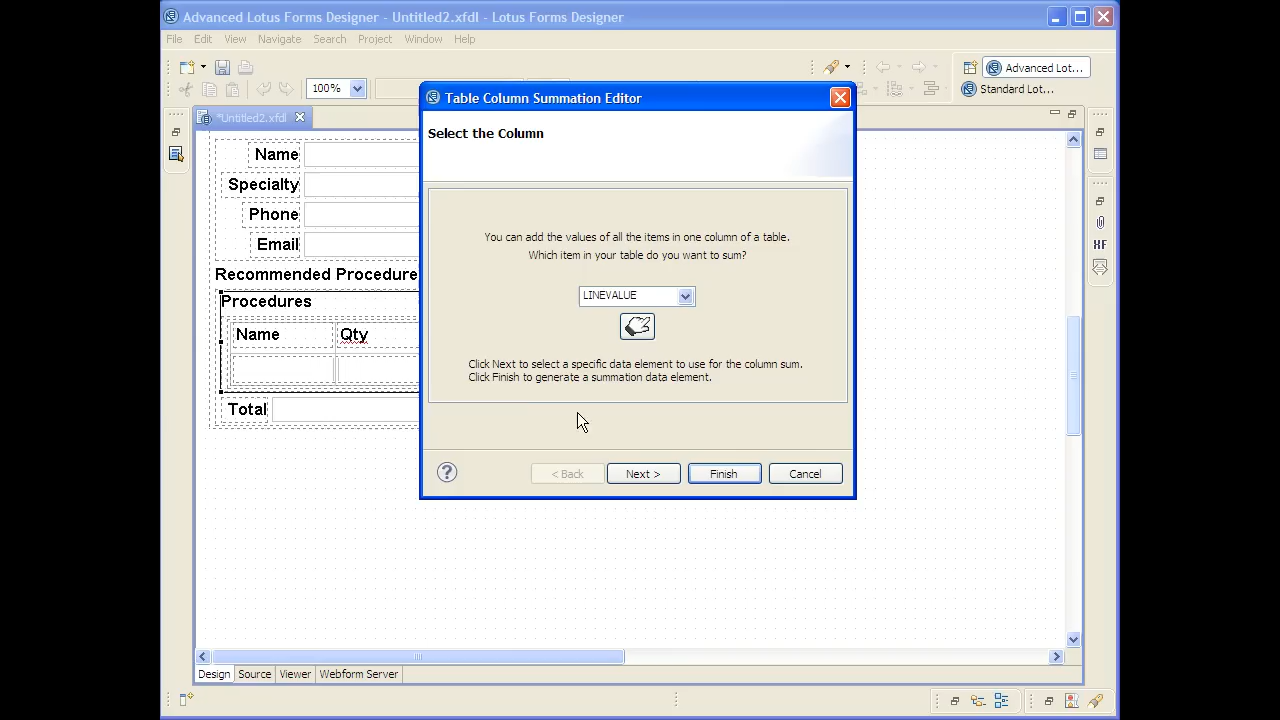 Advanced Lotus Forms Designer - Untitled2.xfdl - Lotus Forms Designer
File Edit View Navigate Search Project Window Help
Advanced Lot...
100%
Standard Lot...
*Untitled2.xfdl
Table Column Summation Editor
Select the Column
Name
Specialty
Phone
Email
Recommended Procedure
Procedures
Name Qty
Total
You can add the values of all the items in one column of a table.
Which item in your table do you want to sum?
LINEVALUE
Click Next to select a specific data element to use for the column sum.
Click Finish to generate a summation data element.
? < Back Next > Finish Cancel
XF
Design Source Viewer Webform Server